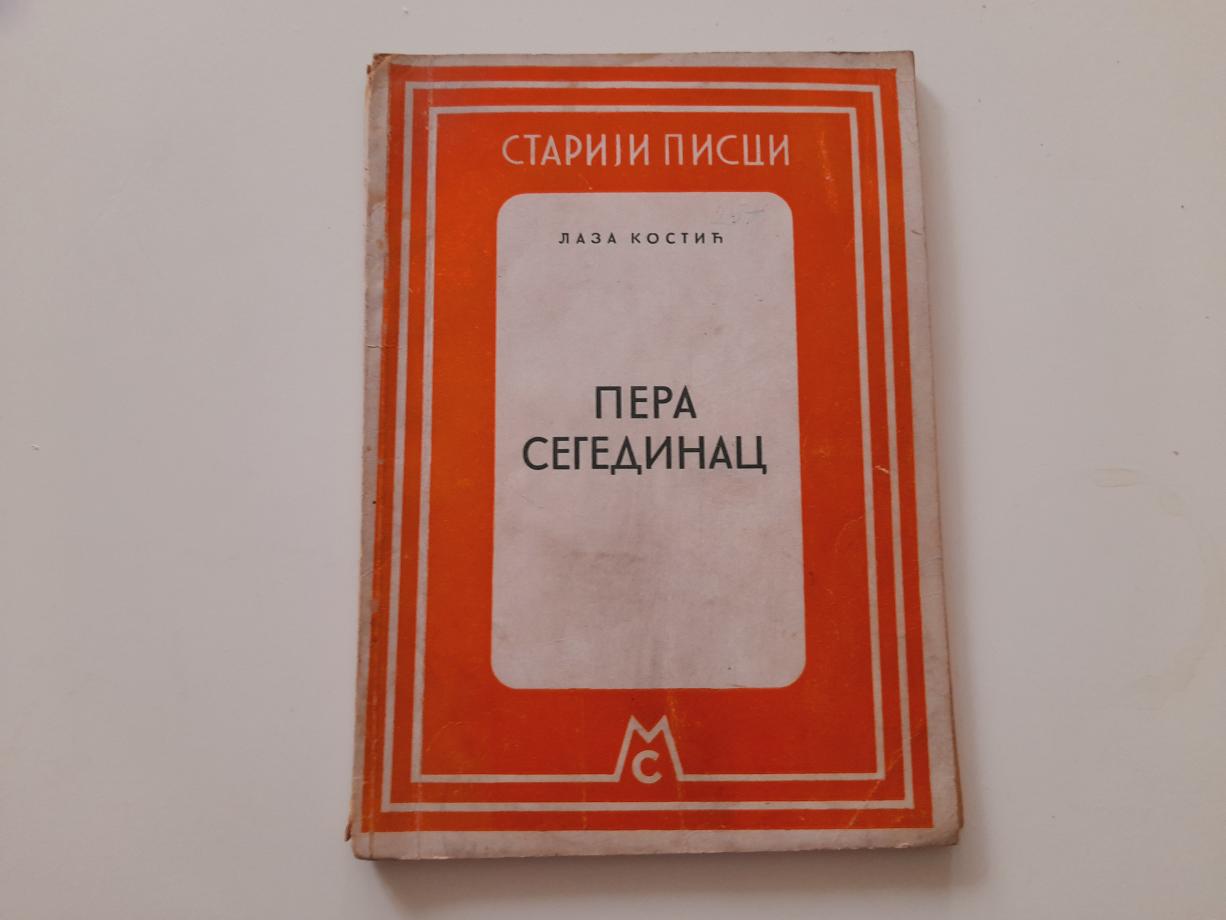 СТАРИЈИ ПИСЦИ
ЛАЗА КОСТИЋ
ПЕРА
СЕГЕДИНАЦ
МС